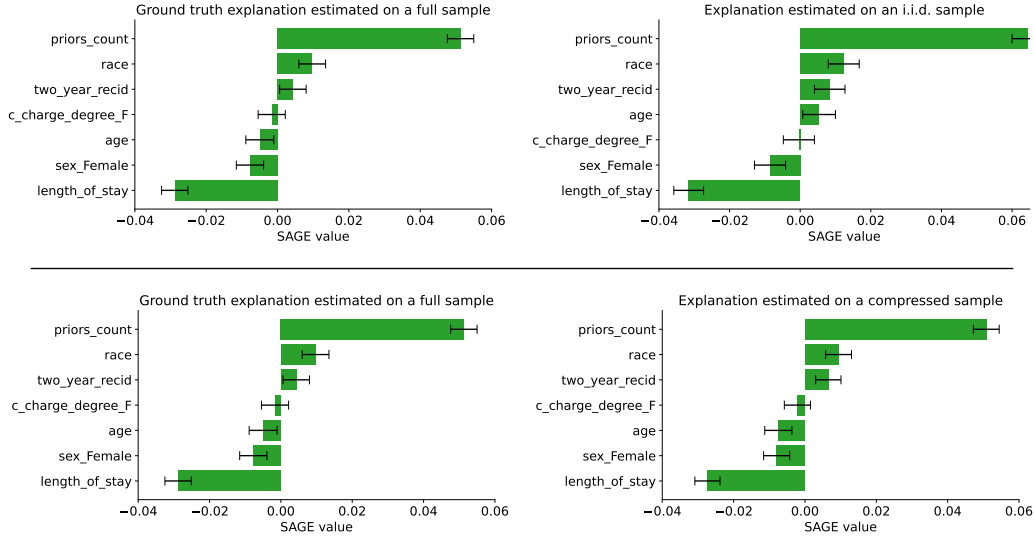 Ground truth explanation estimated on a full sample
priors_count
race
two_year_recid
c_charge_degree_F
age
sex_Female
length_of_stay
−0.04 −0.02 0.00 0.02 0.04 0.06
SAGE value
Explanation estimated on an i.i.d. sample
priors_count
race
two_year_recid
age
c_charge_degree_F
sex_Female
length_of_stay
−0.04 −0.02 0.00 0.02 0.04 0.06
SAGE value
Ground truth explanation estimated on a full sample
priors_count
race
two_year_recid
c_charge_degree_F
age
sex_Female
length_of_stay
−0.04 −0.02 0.00 0.02 0.04 0.06
SAGE value
Explanation estimated on a compressed sample
priors_count
race
two_year_recid
c_charge_degree_F
age
sex_Female
length_of_stay
−0.04 −0.02 0.00 0.02 0.04 0.06
SAGE value